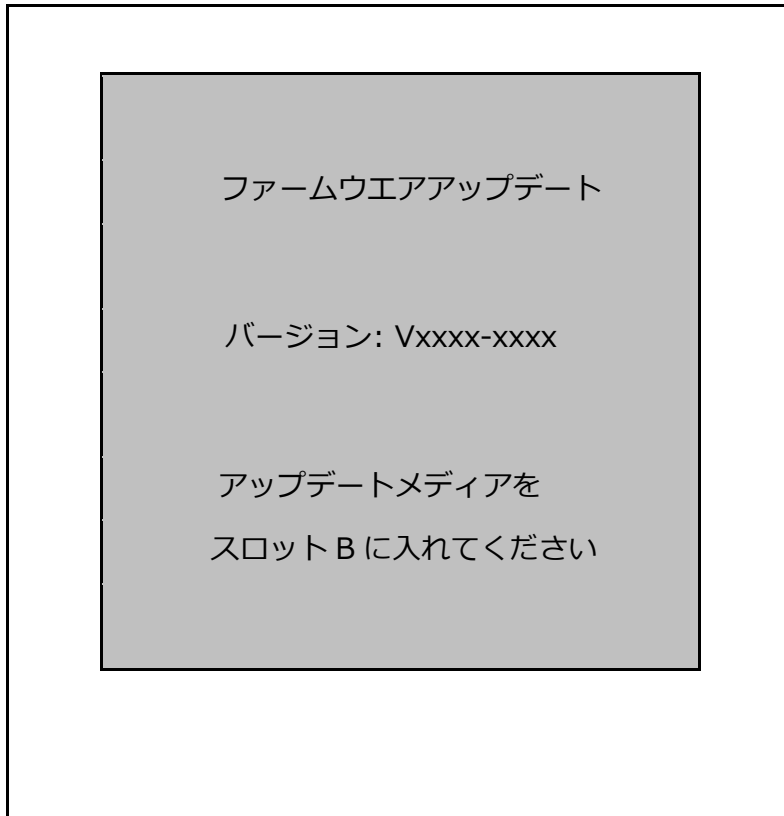 ファームウエアアップデート
バージョン: Vxxxx-xxxx
アップデートメディアを
スロット B に入れてください